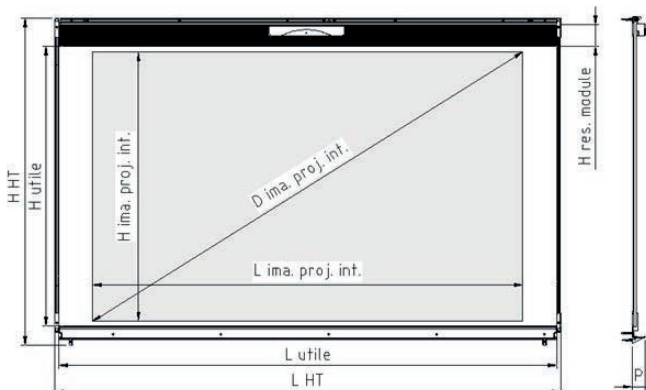 H HT
H utile
H ima. proj. int.
D ima. proj. int.
L ima. proj. int.
H res. module
L utile
L HT
P